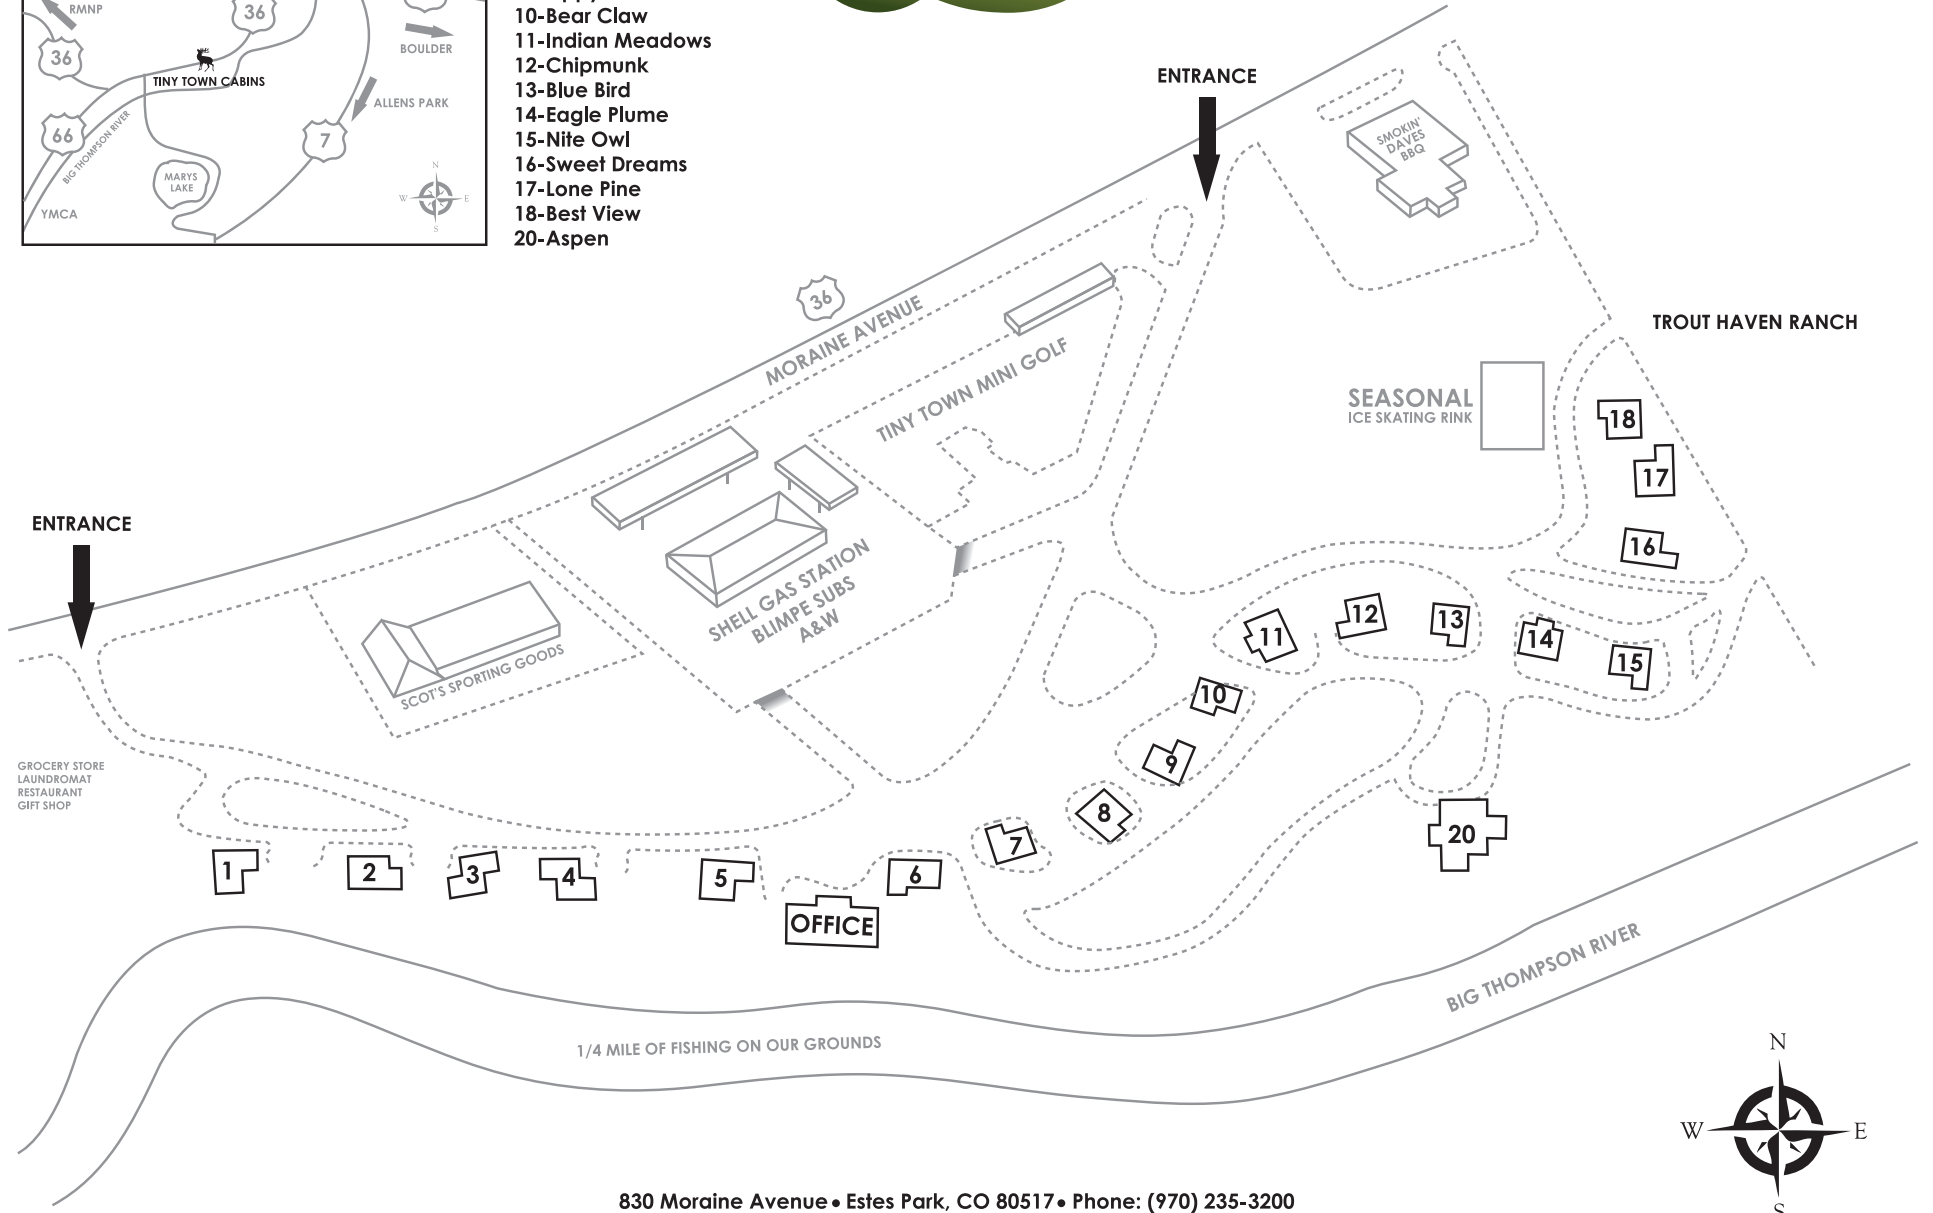 RMNP
36
36
BOULDER
TINY TOWN CABINS
ALLENS PARK
66
BIG THOMPSON RIVER
7
MARYS
LAKE
YMCA
N
W
E
S
10-Bear Claw
11-Indian Meadows
12-Chipmunk
13-Blue Bird
14-Eagle Plume
15-Nite Owl
16-Sweet Dreams
17-Lone Pine
18-Best View
20-Aspen
ENTRANCE
SMOKIN'
DAVES
BBQ
36
MORAINE AVENUE
TINY TOWN MINI GOLF
TROUT HAVEN RANCH
SEASONAL
ICE SKATING RINK
18
17
16
ENTRANCE
SHELL GAS STATION
BLIMPE SUBS
A&W
SCOT'S SPORTING GOODS
11
12
13
14
15
10
9
8
7
GROCERY STORE
LAUNDROMAT
RESTAURANT
GIFT SHOP
1
2
3
4
5
6
OFFICE
20
BIG THOMPSON RIVER
1/4 MILE OF FISHING ON OUR GROUNDS
N
W
E
S
830 Moraine Avenue • Estes Park, CO 80517 • Phone: (970) 235-3200